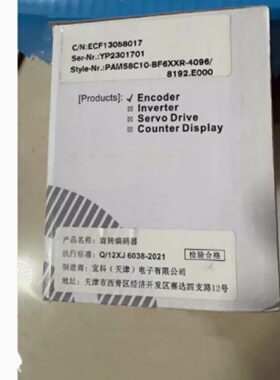 C/N:ECF13058017
Ser-Nr.:YP2301701
Style-Nr.:PAM58C10-BF6XXR-4096/
8192.E000
[Products]: √ Encoder
Inverter
Servo Drive
Counter Display
产品名称: 旋转编码器
执行标准: Q/12XJ 6038-2021
检验合格
制造商: 宜科（天津）电子有限公司
地址: 天津市西青区经济开发区赛达四支路12号